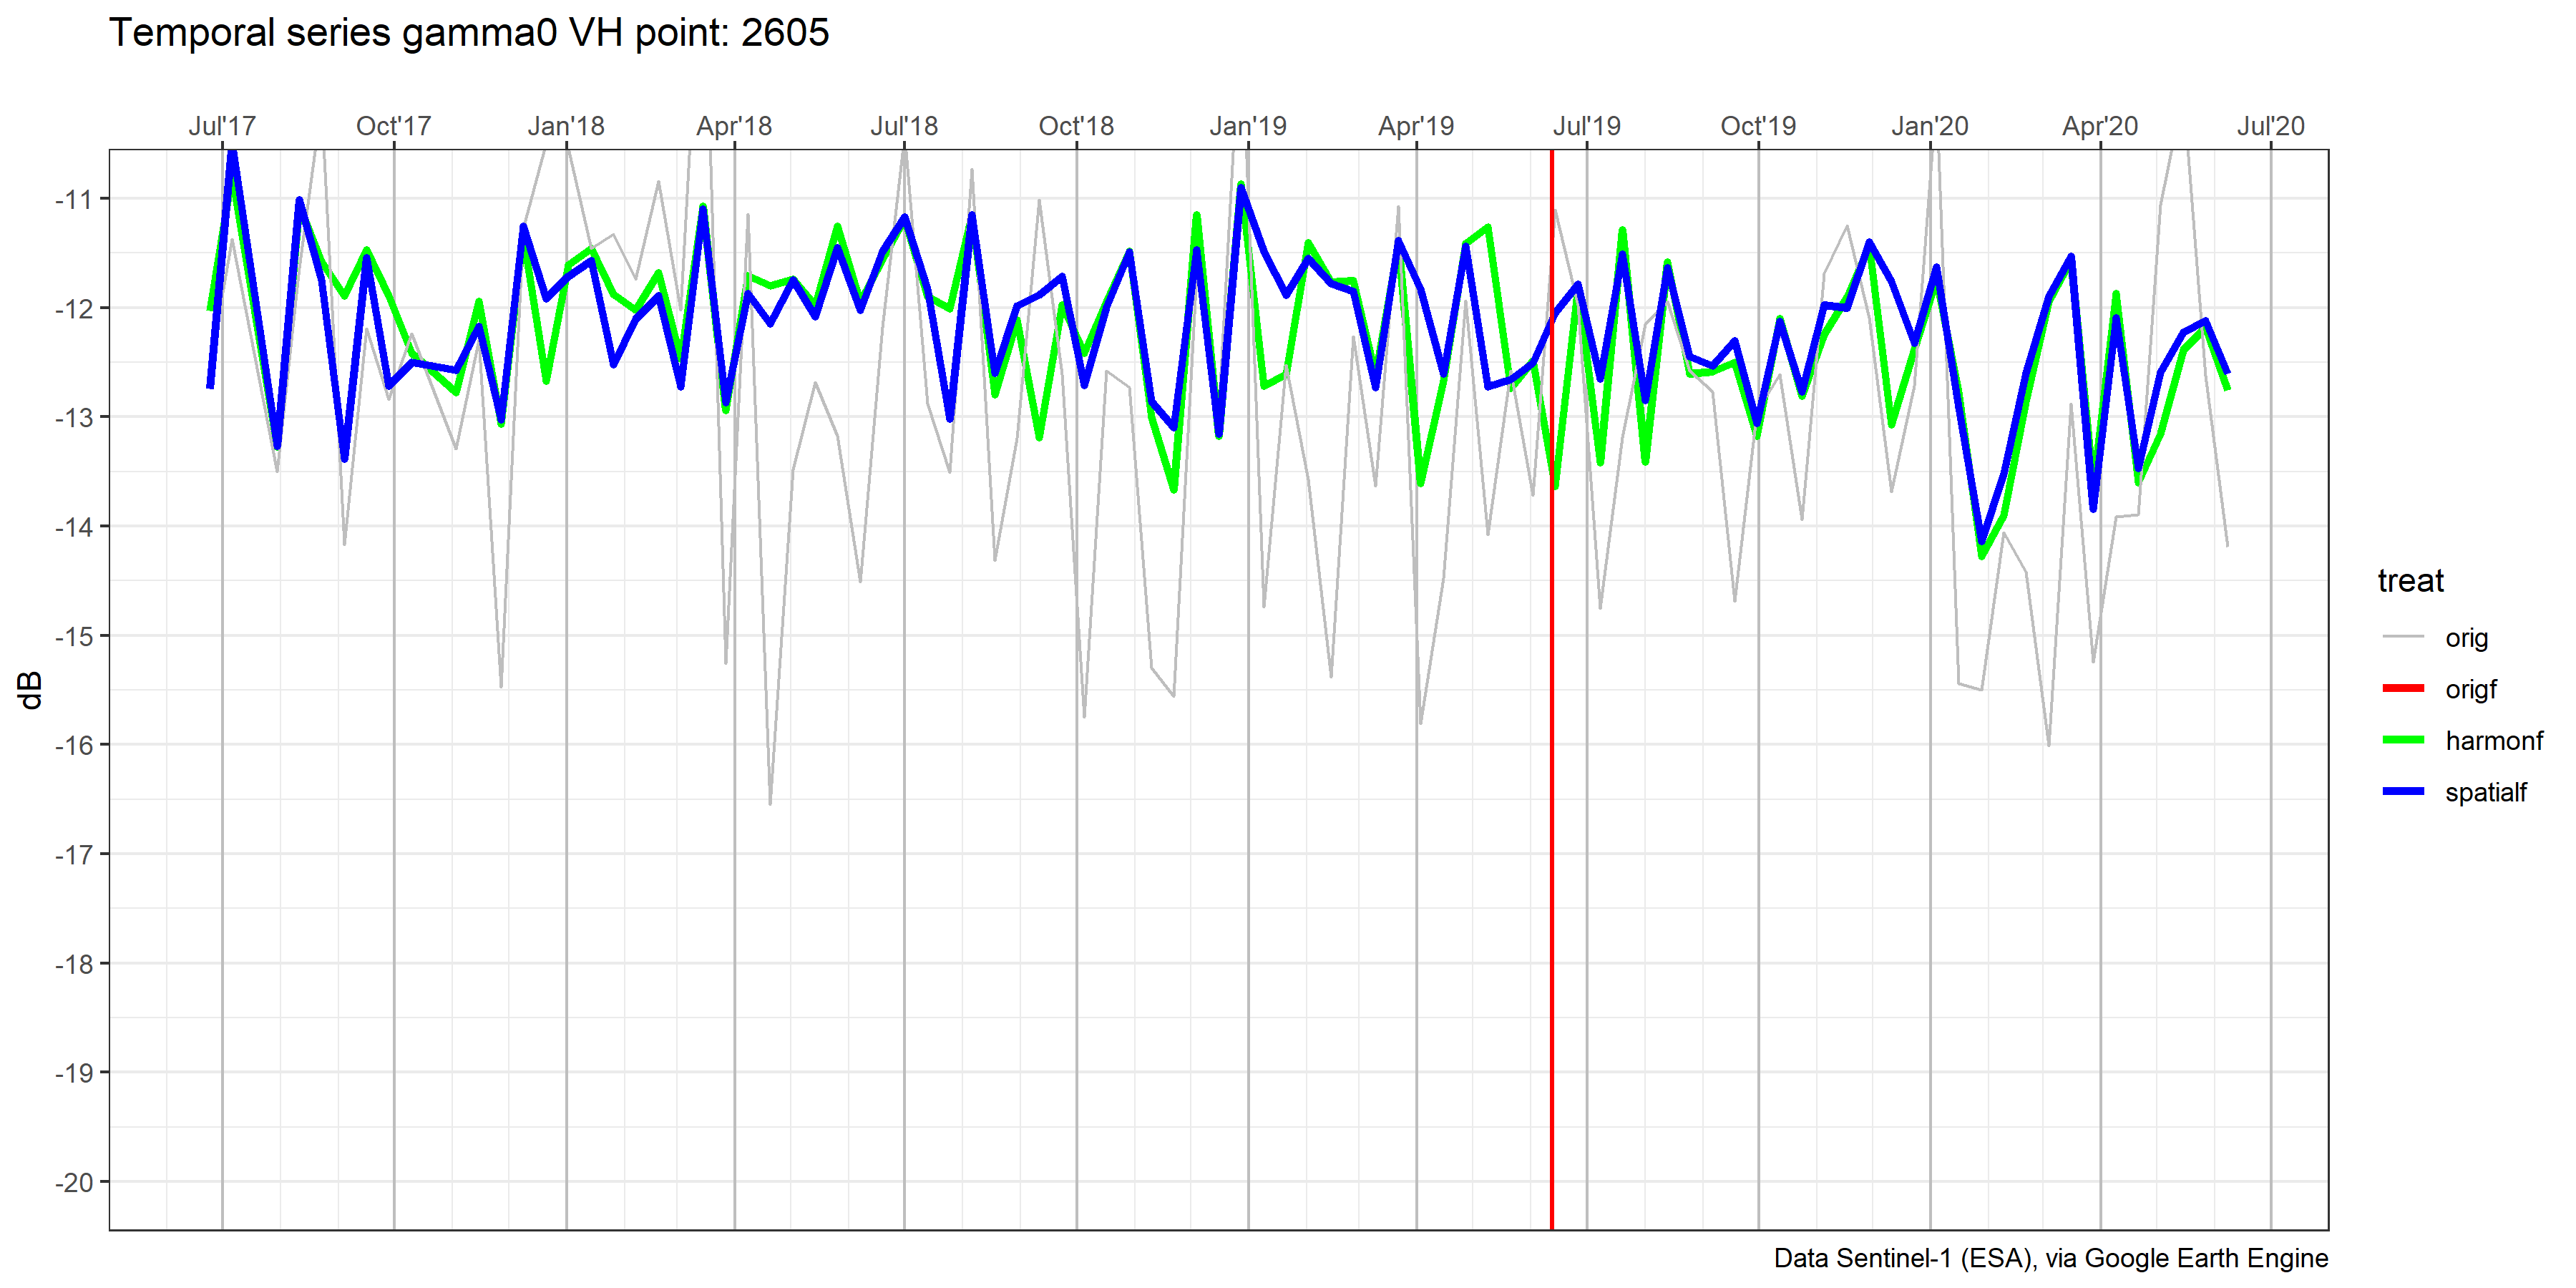 Temporal series gamma0 VH point: 2605
Jul'17 Oct'17 Jan'18 Apr'18 Jul'18 Oct'18 Jan'19 Apr'19 Jul'19 Oct'19 Jan'20 Apr'20 Jul'20
-11
-12
-13
-14
-15
-16
-17
-18
-19
-20
dB
treat
orig
origf
harmonf
spatialf
Data Sentinel-1 (ESA), via Google Earth Engine